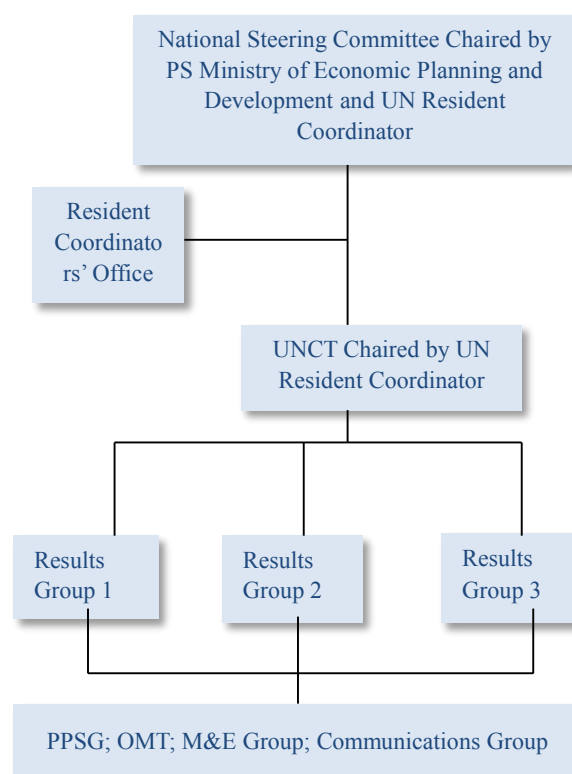 National Steering Committee Chaired by
PS Ministry of Economic Planning and
Development and UN Resident
Coordinator
Resident
Coordinato
rs’ Office
UNCT Chaired by UN
Resident Coordinator
Results
Group 1
Results
Group 2
Results
Group 3
PPSG; OMT; M&E Group; Communications Group